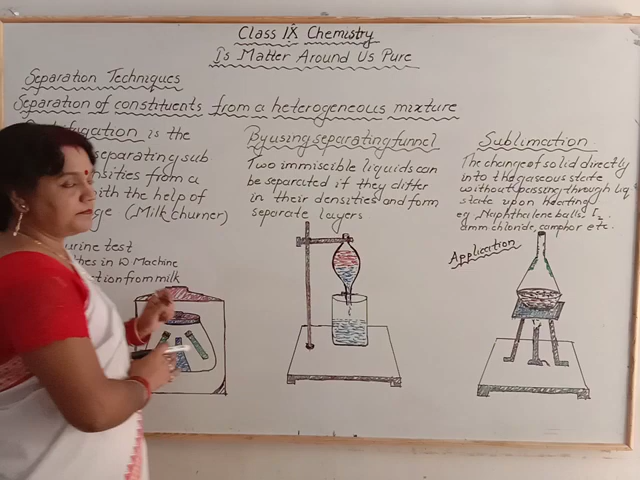 Class IX Chemistry
Is Matter Around Us Pure
Separation Techniques
Separation of constituents from a heterogeneous mixture
is the
separating sub
from a
with the help of
(Milk churner)
urine test
in W Machine
from milk
By using separating funnel
Two immiscible liquids can
be separated if they differ
in their densities and form
separate layers
Sublimation
The change of solid directly
into the gaseous state
without passing through liq.
state upon heating
eg Naphthalene balls I₂
amm chloride, camphor etc.
Application